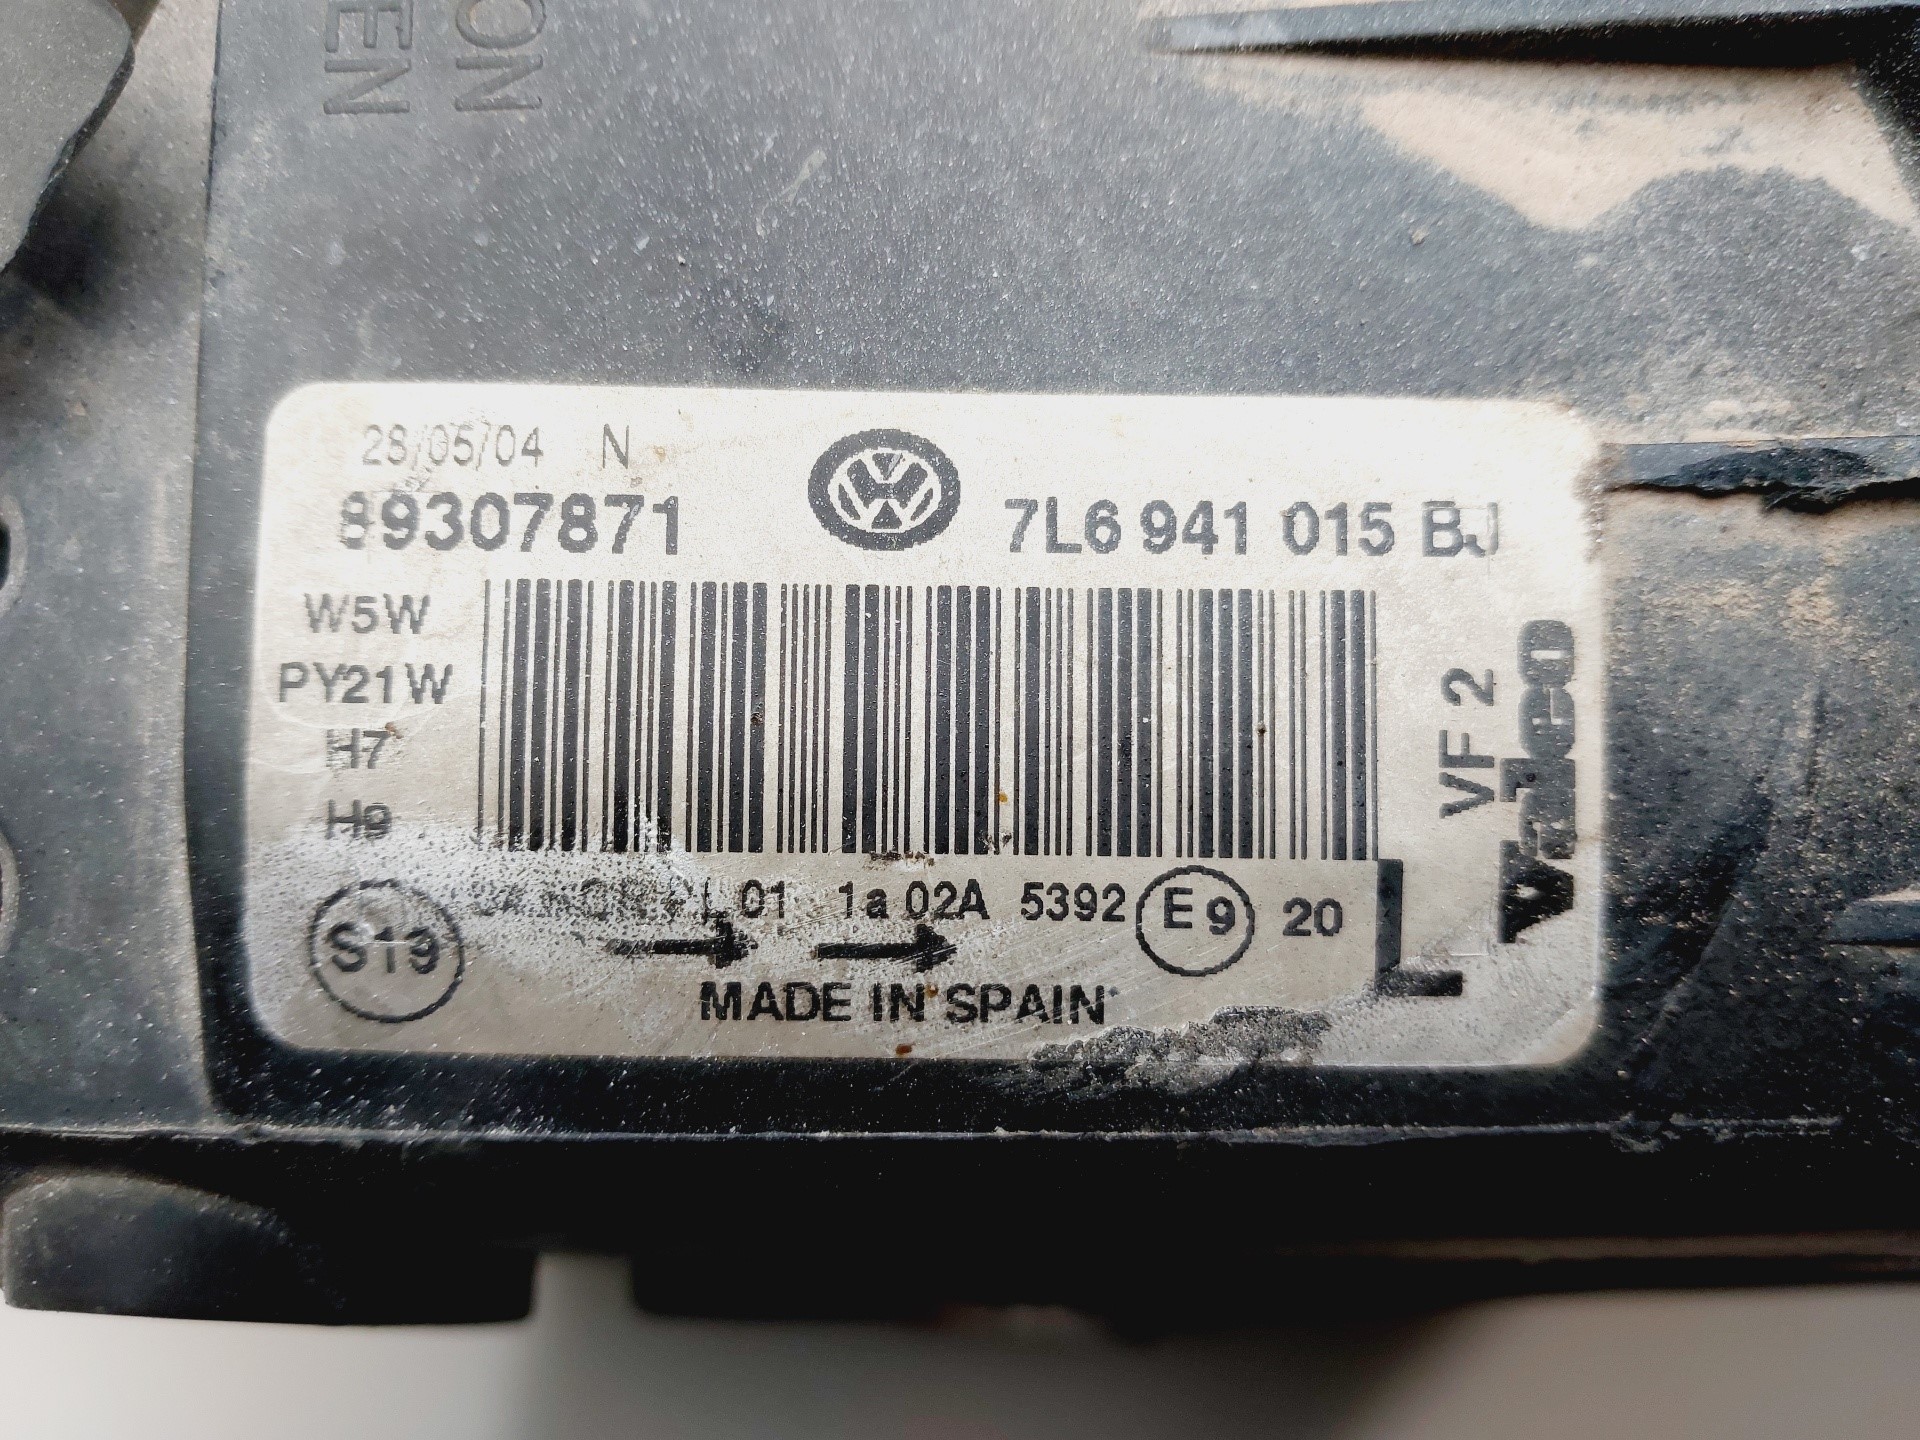 ON
EN
28/05/04 N
89307871
7L6 941 015 BJ
W5W
PY21W
H7
H9
VF 2
Valeo
01 1a 02A 5392 E9 20
L
S19
MADE IN SPAIN